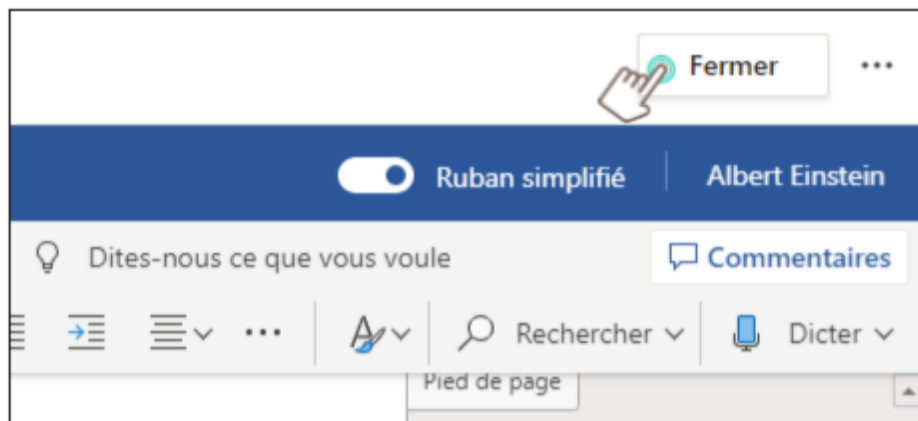 Fermer
Ruban simplifié Albert Einstein
Dites-nous ce que vous voule Commentaires
Rechercher Dicter
Pied de page